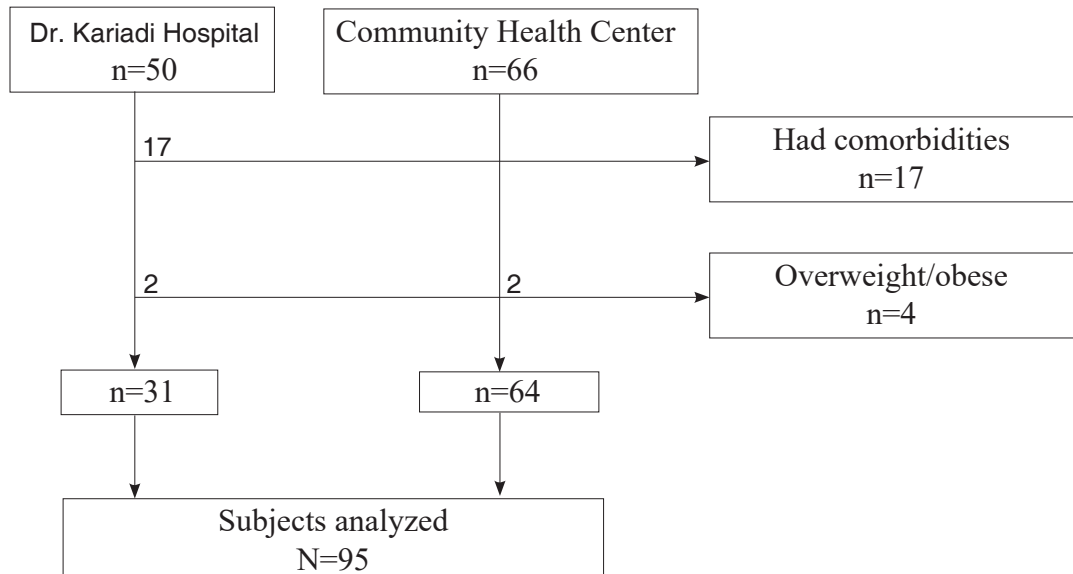 Dr. Kariadi Hospital
n=50
Community Health Center
n=66
17
Had comorbidities
n=17
2
2
Overweight/obese
n=4
n=31
n=64
Subjects analyzed
N=95